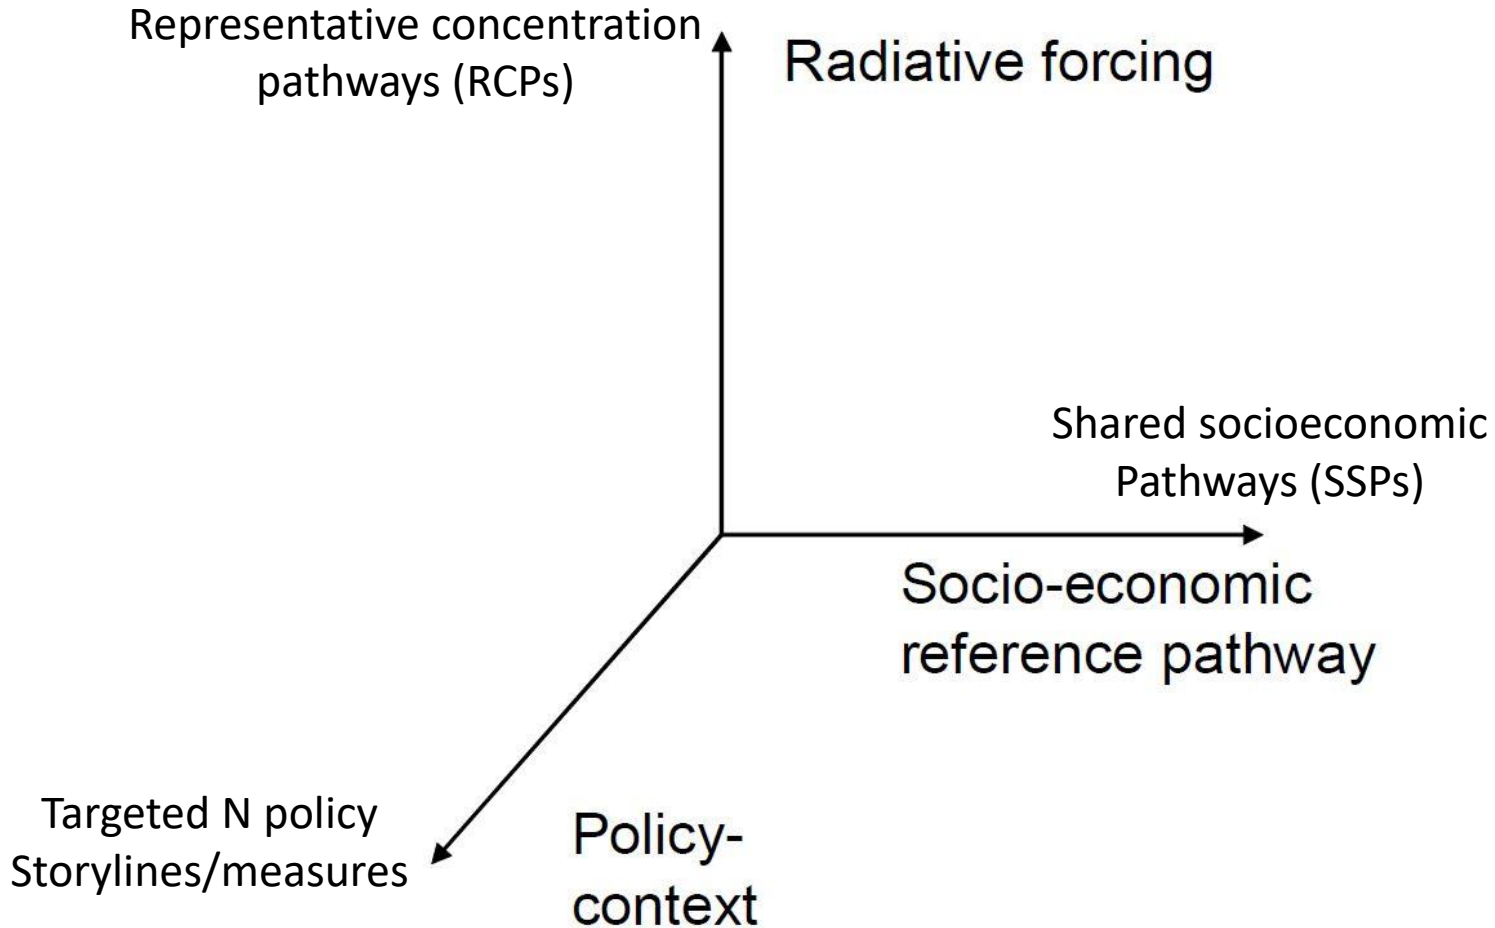 Representative concentration
pathways (RCPs)
Radiative forcing
Shared socioeconomic
Pathways (SSPs)
Socio-economic
reference pathway
Targeted N policy
Storylines/measures
Policy-
context